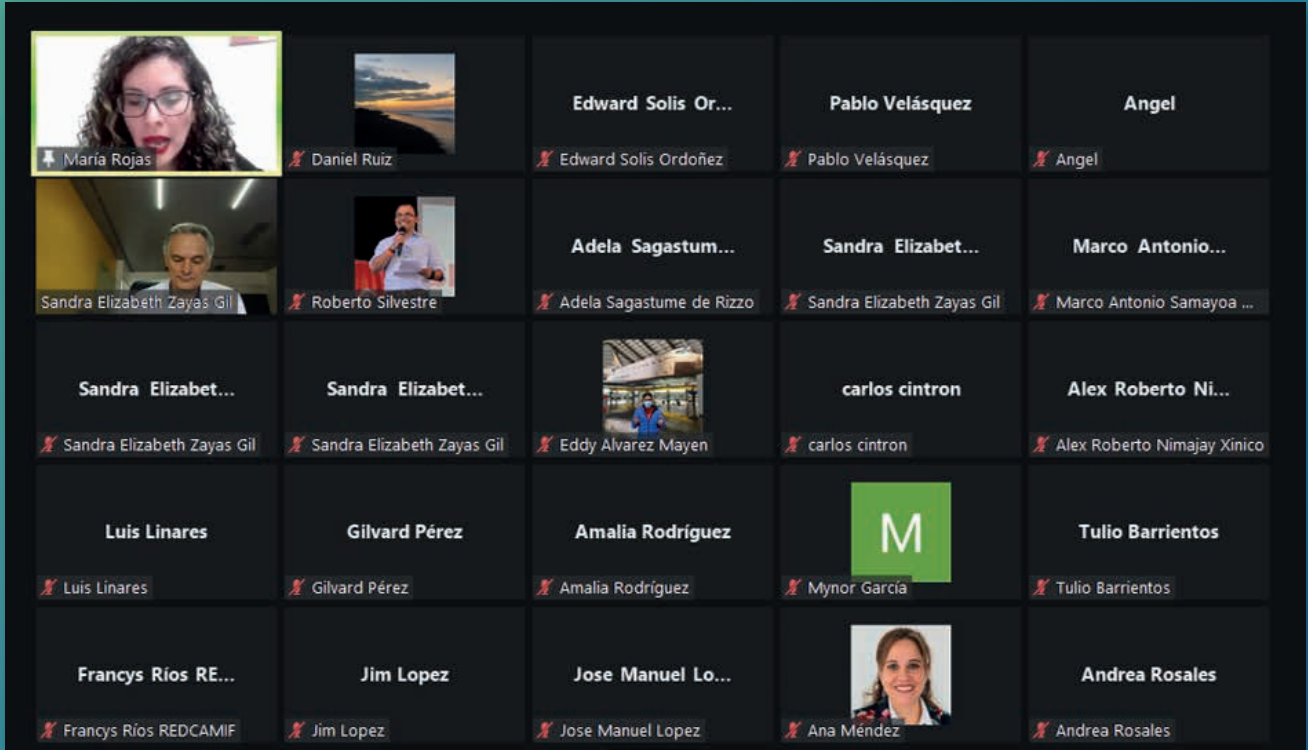 María Rojas
Daniel Ruiz
Edward Solis Or...
Edward Solis Ordoñez
Pablo Velásquez
Pablo Velásquez
Angel
Angel
Sandra Elizabeth Zayas Gil
Roberto Silvestre
Adela Sagastum...
Adela Sagastume de Rizzo
Sandra Elizabet...
Sandra Elizabeth Zayas Gil
Marco Antonio...
Marco Antonio Samayoa ...
Sandra Elizabet...
Sandra Elizabeth Zayas Gil
Sandra Elizabet...
Sandra Elizabeth Zayas Gil
Eddy Alvarez Mayen
carlos cintron
carlos cintron
Alex Roberto Ni...
Alex Roberto Nimajay Xinico
Luis Linares
Luis Linares
Gilvard Pérez
Gilvard Pérez
Amalia Rodríguez
Amalia Rodríguez
M
Mynor García
Tulio Barrientos
Tulio Barrientos
Francys Ríos RE...
Francys Ríos REDCAMIF
Jim Lopez
Jim Lopez
Jose Manuel Lo...
Jose Manuel Lopez
Ana Méndez
Andrea Rosales
Andrea Rosales